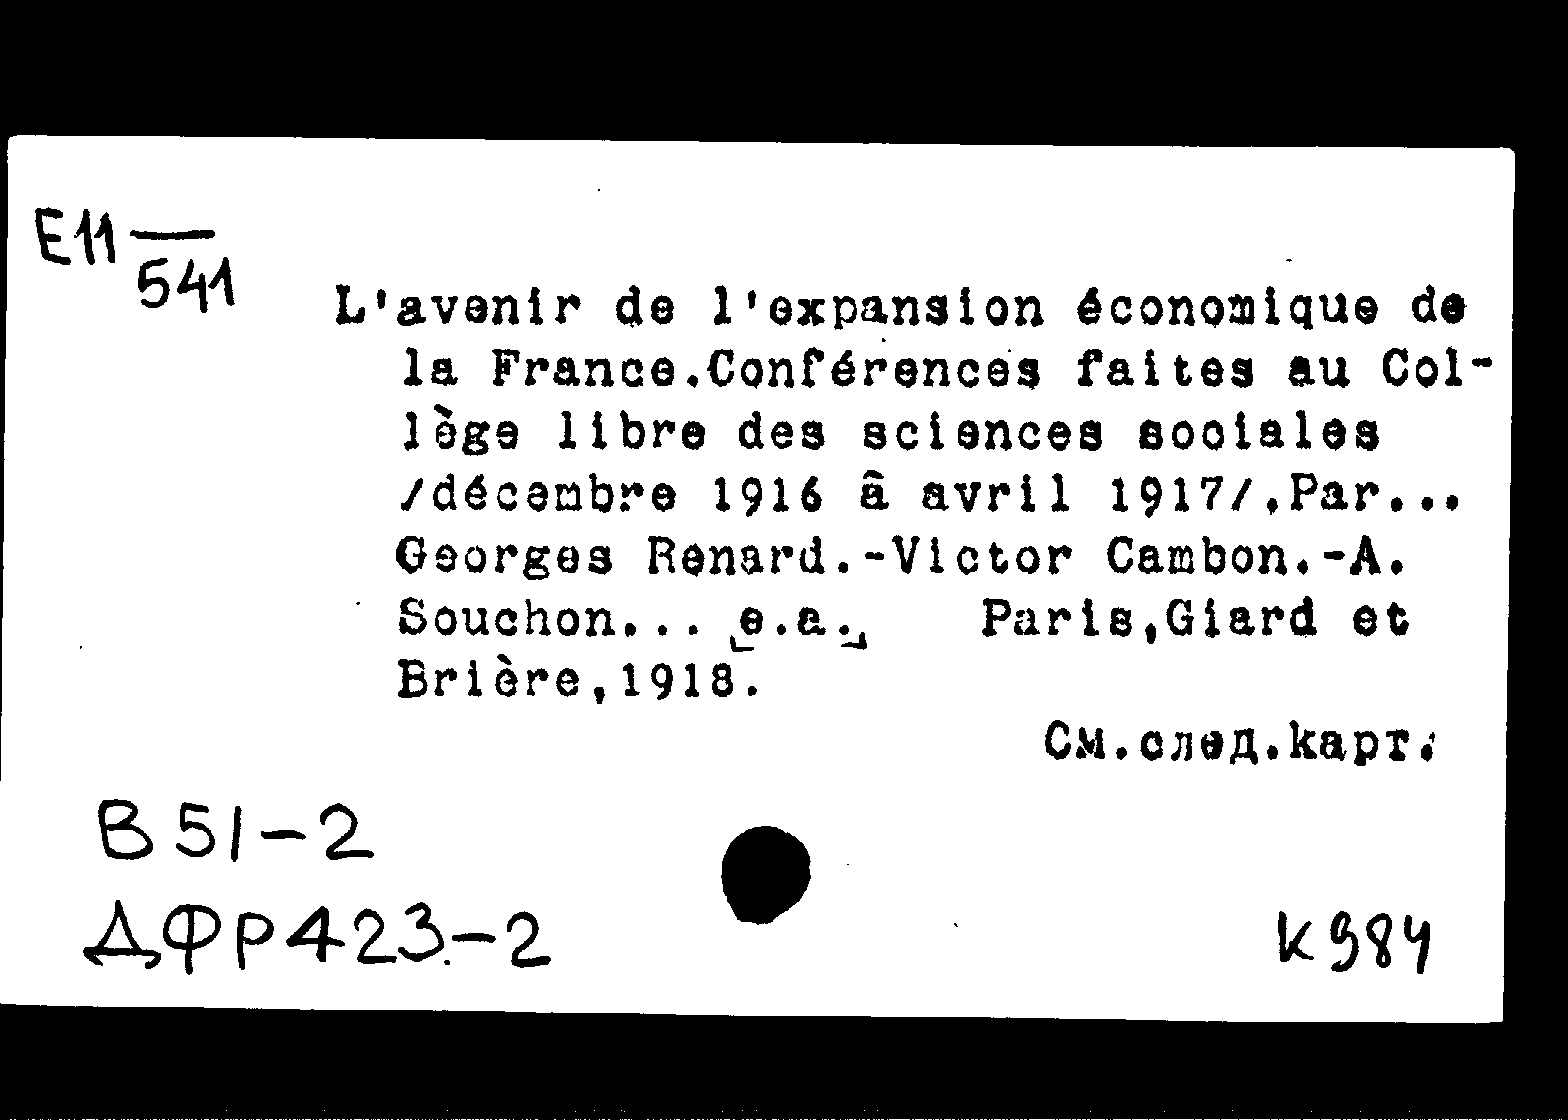 E11 —
541
L'avenir de l'expansion économique de
la France.Conférences faites au Col-
lège libre des sciences sociales
/décembre 1916 â avril 1917/.Par...
Georges Renard.-Victor Cambon.-A.
Souchon... [e.a.] Paris,Giard et
Brière,1918.
См.след.карт.
В 51-2
ДФР423-2
К984